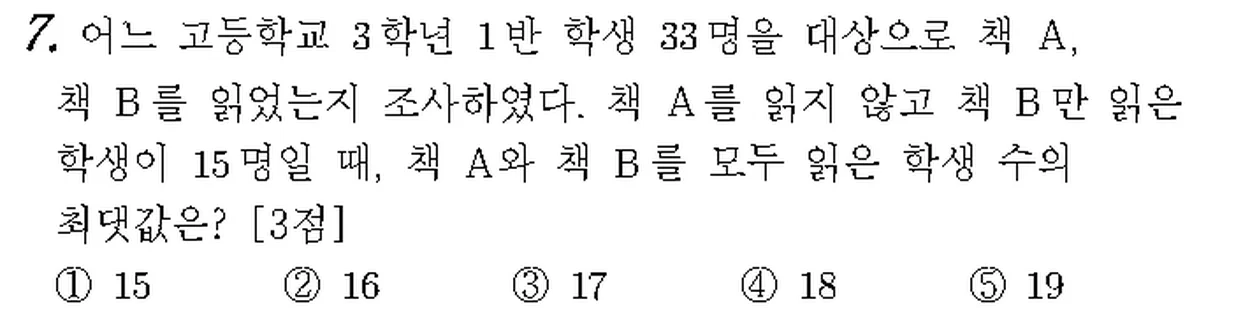 7. 어느 고등학교 3학년 1반 학생 33명을 대상으로 책 A,
책 B를 읽었는지 조사하였다. 책 A를 읽지 않고 책 B만 읽은
학생이 15명일 때, 책 A와 책 B를 모두 읽은 학생 수의
최댓값은? [3점]
① 15 ② 16 ③ 17 ④ 18 ⑤ 19